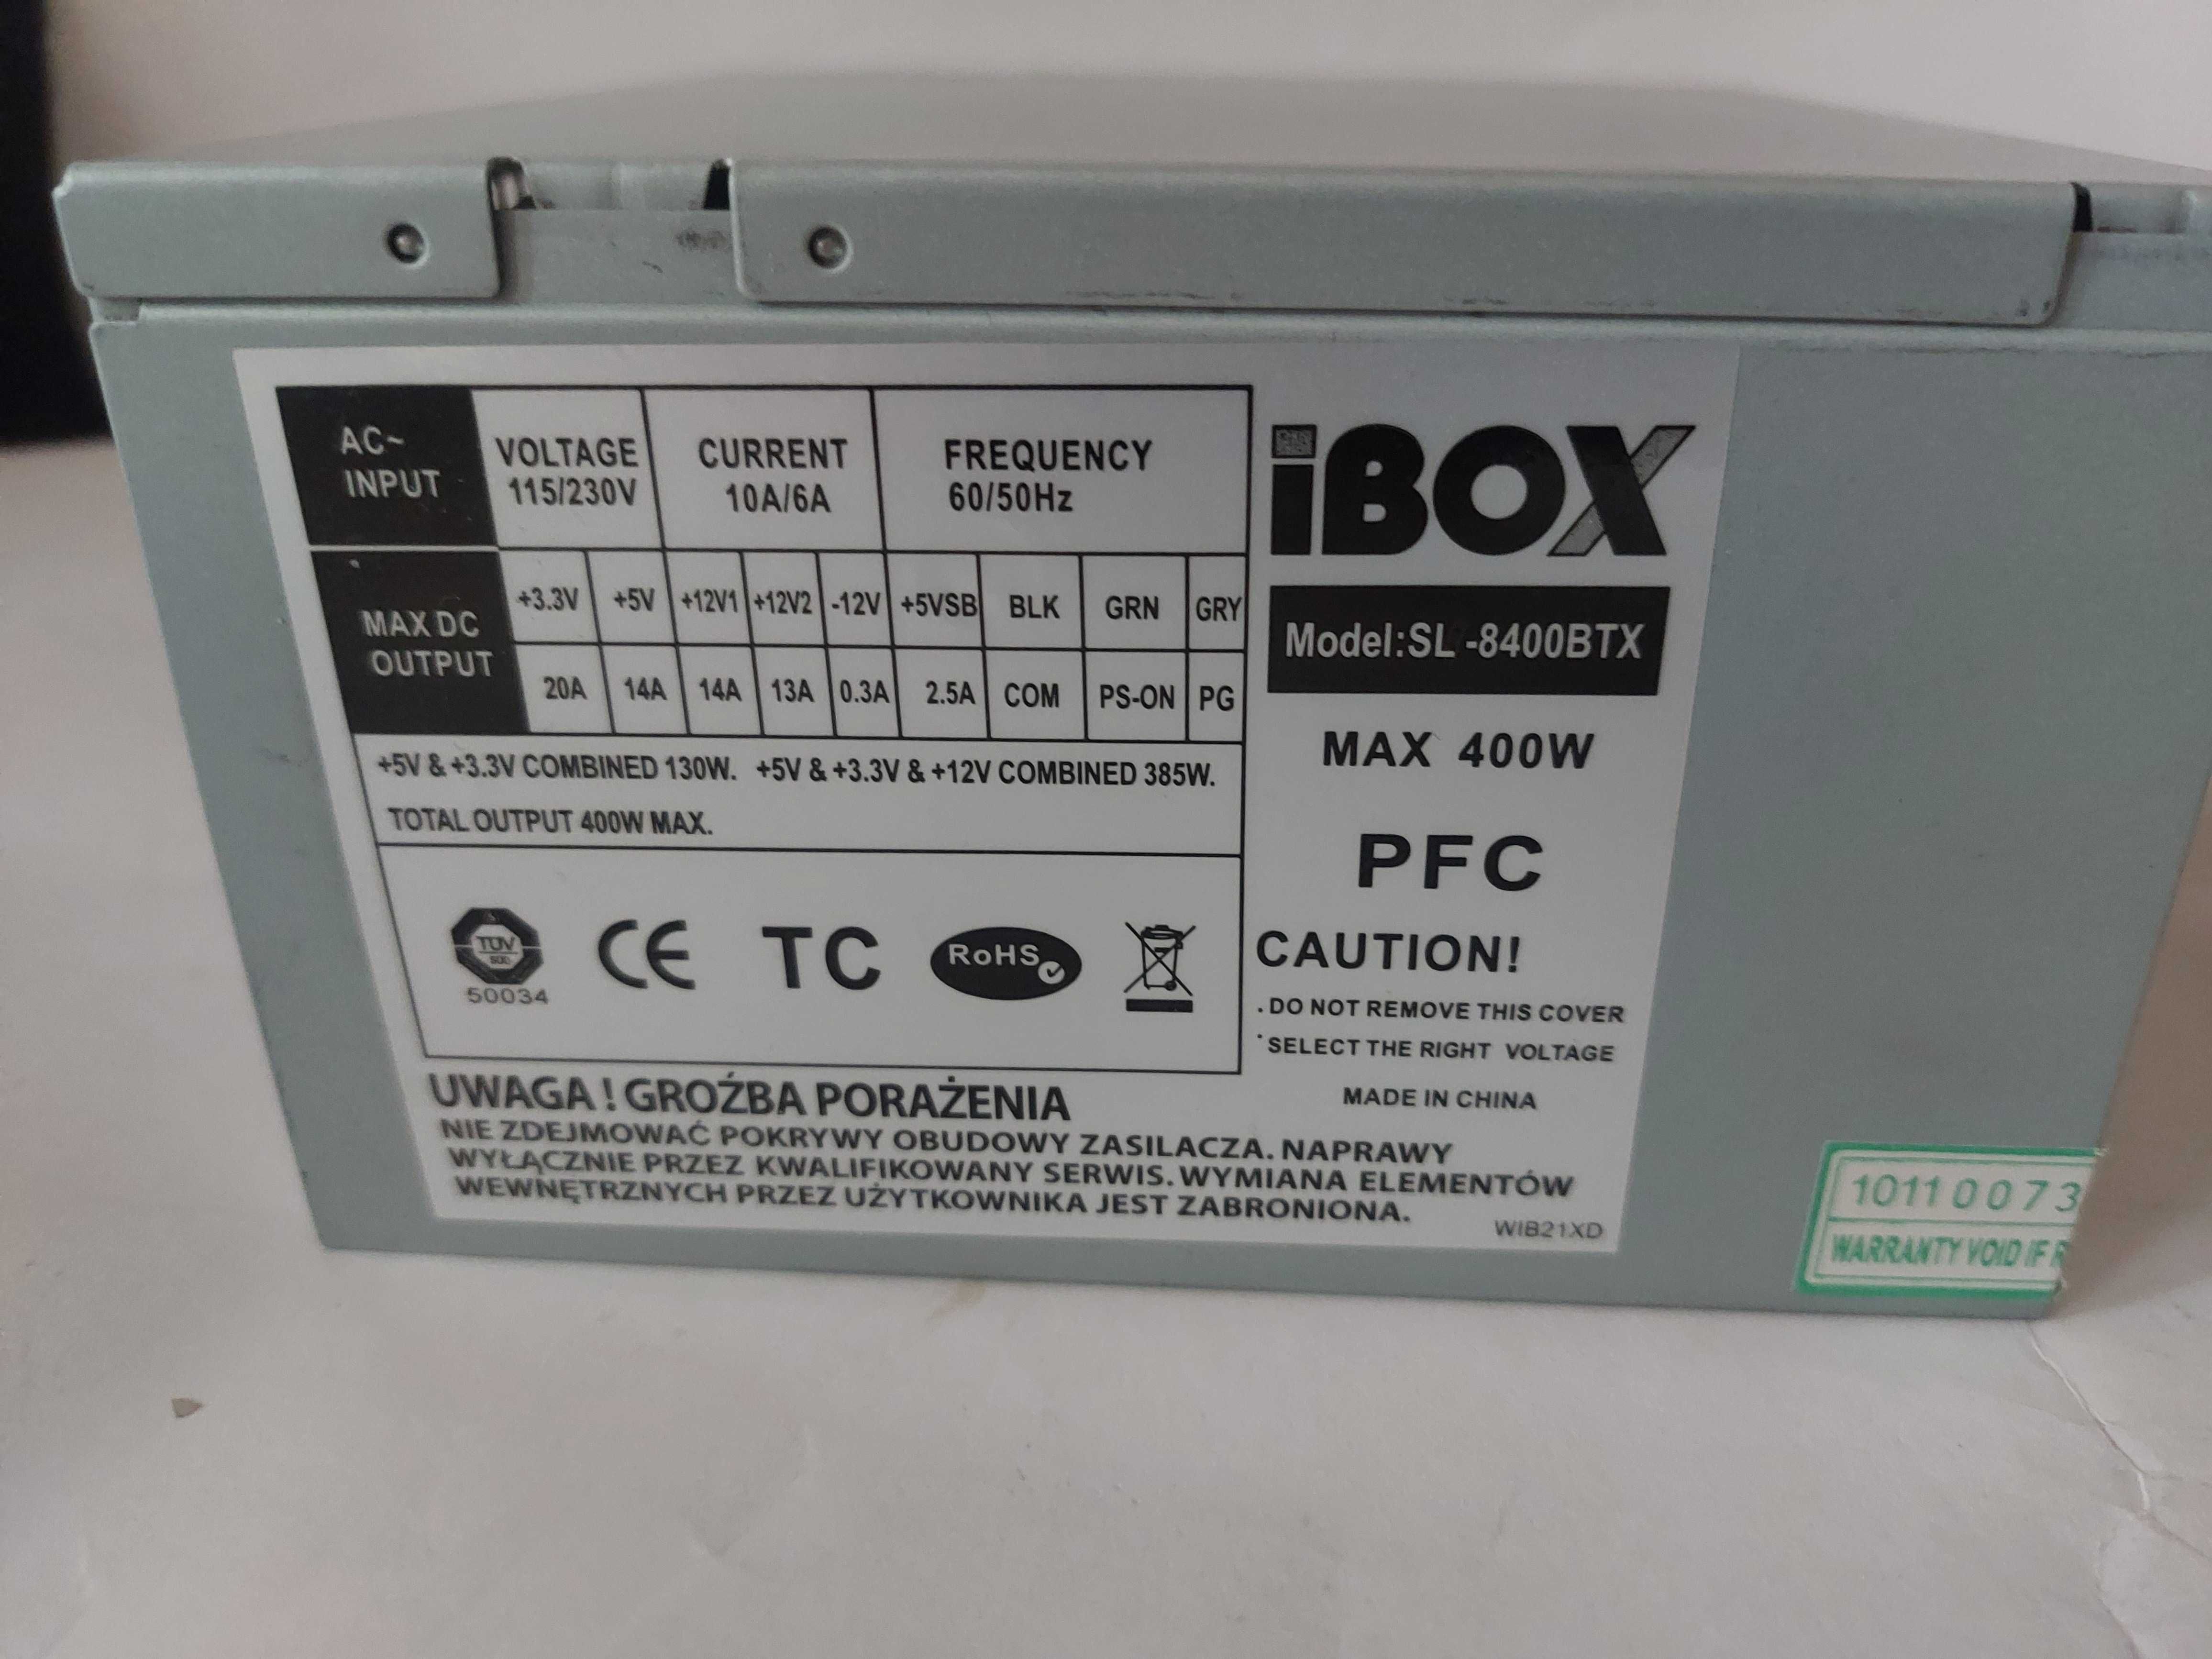 AC~
INPUT
VOLTAGE
115/230V
CURRENT
10A/6A
FREQUENCY
60/50Hz
MAX DC
OUTPUT
+3.3V +5V +12V1 +12V2 -12V +5VSB BLK GRN GRY
20A 14A 14A 13A 0.3A 2.5A COM PS-ON PG
+5V & +3.3V COMBINED 130W. +5V & +3.3V & +12V COMBINED 385W.
TOTAL OUTPUT 400W MAX.
TUV
50034
CE TC RoHS
iBOX
Model:SL-8400BTX
MAX 400W
PFC
CAUTION!
. DO NOT REMOVE THIS COVER
. SELECT THE RIGHT VOLTAGE
MADE IN CHINA
UWAGA ! GROŹBA PORAŻENIA
NIE ZDEJMOWAĆ POKRYWY OBUDOWY ZASILACZA. NAPRAWY
WYŁĄCZNIE PRZEZ KWALIFIKOWANY SERWIS. WYMIANA ELEMENTÓW
WEWNĘTRZNYCH PRZEZ UŻYTKOWNIKA JEST ZABRONIONA.
WIB21XD
10110073
WARRANTY VOID IF